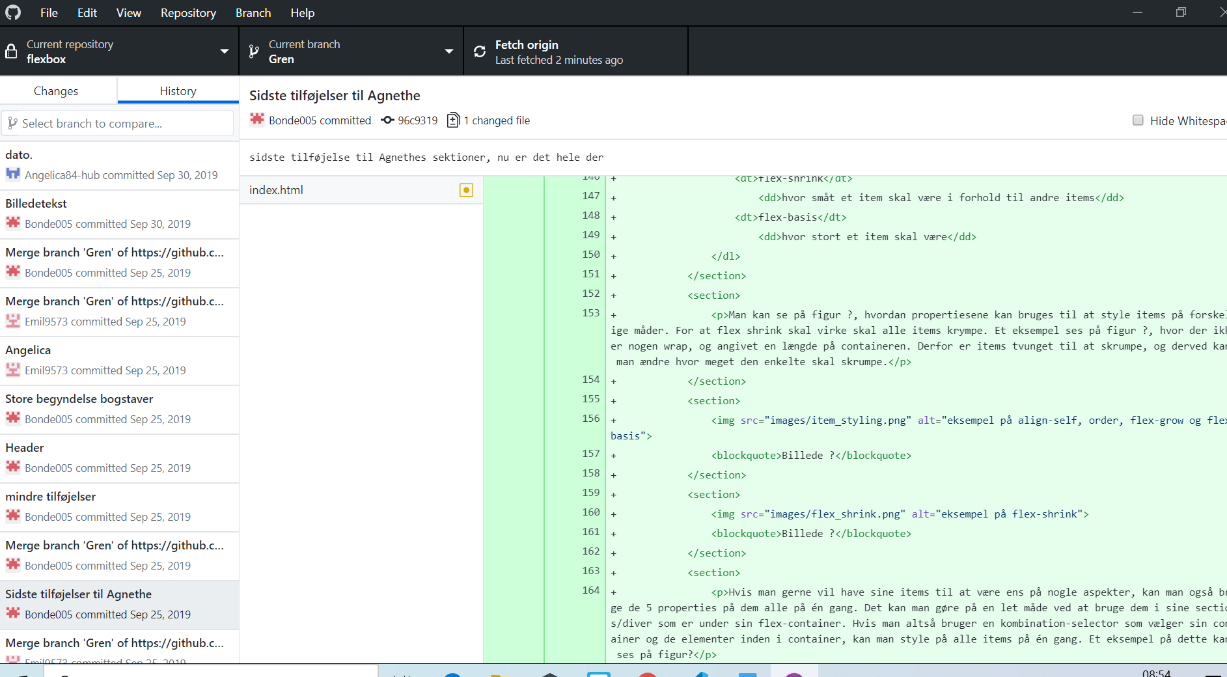 File Edit View Repository Branch Help
Current repository
flexbox
Current branch
Gren
Fetch origin
Last fetched 2 minutes ago
Changes History
Select branch to compare...
dato.
Angelica84-hub committed Sep 30, 2019
Billedetekst
Bonde005 committed Sep 30, 2019
Merge branch 'Gren' of https://github.c...
Bonde005 committed Sep 25, 2019
Merge branch 'Gren' of https://github.c...
Emil9573 committed Sep 25, 2019
Angelica
Emil9573 committed Sep 25, 2019
Store begyndelse bogstaver
Bonde005 committed Sep 25, 2019
Header
Bonde005 committed Sep 25, 2019
mindre tilføjelser
Bonde005 committed Sep 25, 2019
Merge branch 'Gren' of https://github.c...
Bonde005 committed Sep 25, 2019
Sidste tilføjelser til Agnethe
Bonde005 committed Sep 25, 2019
Merge branch 'Gren' of https://github.c...
Emil9573 committed Sep 25, 2019
Sidste tilføjelser til Agnethe
Bonde005 committed 96c9319 1 changed file
Hide Whitespa
sidste tilføjelse til Agnethes sektioner, nu er det hele der
index.html
146 + <dt>flex-shrink</dt>
147 + <dd>hvor småt et item skal være i forhold til andre items</dd>
148 + <dt>flex-basis</dt>
149 + <dd>hvor stort et item skal være</dd>
150 + </dl>
151 + </section>
152 + <section>
153 + <p>Man kan se på figur ?, hvordan propertiesene kan bruges til at style items på forskel
ige måder. For at flex shrink skal virke skal alle items krympe. Et eksempel ses på figur ?, hvor der ikk
er nogen wrap, og angivet en længde på containeren. Derfor er items tvunget til at skrumpe, og derved kan
man ændre hvor meget den enkelte skal skrumpe.</p>
154 + </section>
155 + <section>
156 + <img src="images/item_styling.png" alt="eksempel på align-self, order, flex-grow og flex
basis">
157 + <blockquote>Billede ?</blockquote>
158 + </section>
159 + <section>
160 + <img src="images/flex_shrink.png" alt="eksempel på flex-shrink">
161 + <blockquote>Billede ?</blockquote>
162 + </section>
163 + <section>
164 + <p>Hvis man gerne vil have sine items til at være ens på nogle aspekter, kan man også br
ge de 5 properties på dem alle på én gang. Det kan man gøre på en let måde ved at bruge dem i sine sectio
s/diver som er under sin flex-container. Hvis man altså bruger en kombination-selector som vælger sin con
ainer og de elementer inden i container, kan man style på alle items på én gang. Et eksempel på dette kan
ses på figur?</p>
08:54